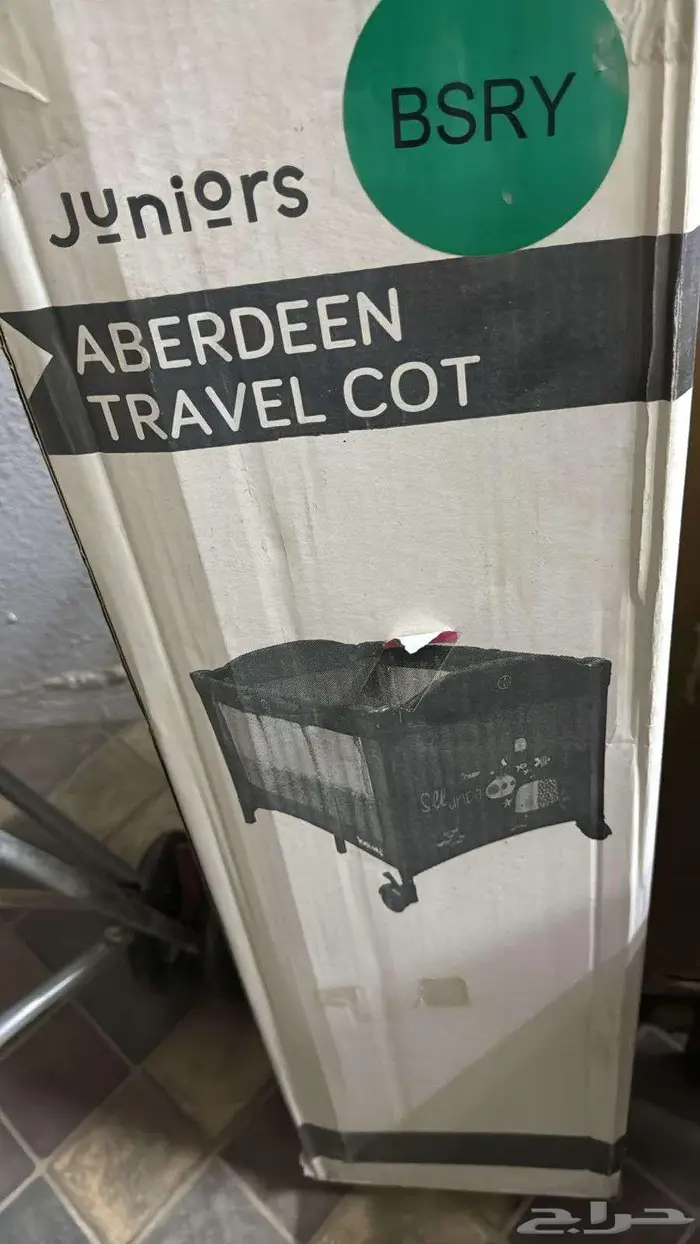 BSRY
Juniors
ABERDEEN
TRAVEL COT
حراج